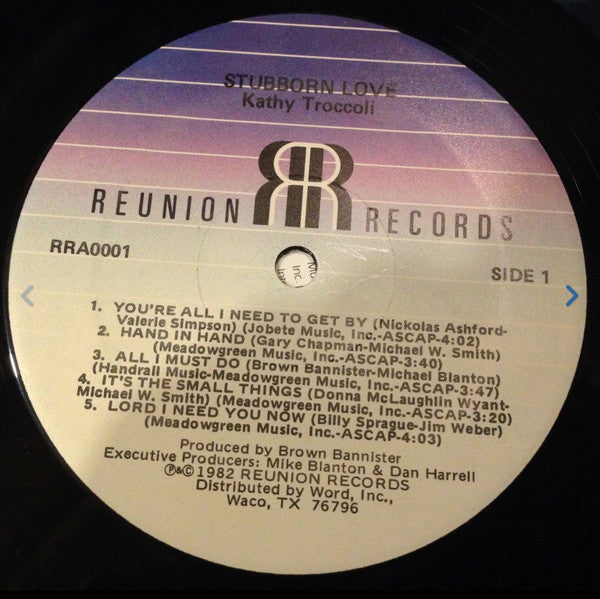 STUBBORN LOVE
Kathy Troccoli
RR
REUNION RECORDS
RRA0001
SIDE 1
Inc.
1. YOU'RE ALL I NEED TO GET BY (Nickolas Ashford-
Valerie Simpson) (Jobete Music, Inc.-ASCAP-4:02)
2. HAND IN HAND (Gary Chapman-Michael W. Smith)
(Meadowgreen Music, Inc.-ASCAP-3:40)
3. ALL I MUST DO (Brown Bannister-Michael Blanton)
(Handrail Music-Meadowgreen Music, Inc.-ASCAP-3:47)
4. IT'S THE SMALL THINGS (Donna McLaughlin Wyant-
Michael W. Smith) (Meadowgreen Music, Inc.-ASCAP-3:20)
5. LORD I NEED YOU NOW (Billy Sprague-Jim Weber)
(Meadowgreen Music, Inc.-ASCAP-4:03)
Produced by Brown Bannister
Executive Producers: Mike Blanton & Dan Harrell
℗&© 1982 REUNION RECORDS
Distributed by Word, Inc.,
Waco, TX 76796